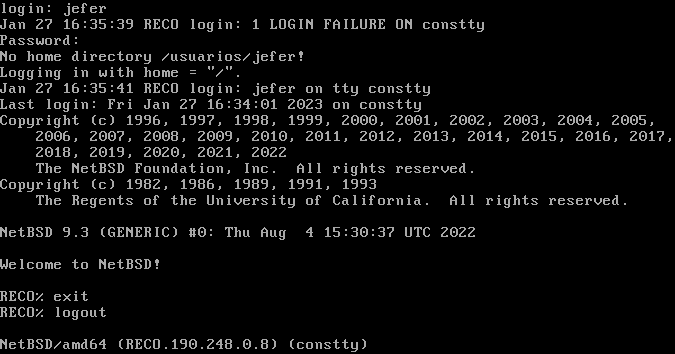 login: jefer
Jan 27 16:35:39 RECO login: 1 LOGIN FAILURE ON constty
Password:
No home directory /usuarios/jefer!
Logging in with home = "/".
Jan 27 16:35:41 RECO login: jefer on tty constty
Last login: Fri Jan 27 16:34:01 2023 on constty
Copyright (c) 1996, 1997, 1998, 1999, 2000, 2001, 2002, 2003, 2004, 2005,
    2006, 2007, 2008, 2009, 2010, 2011, 2012, 2013, 2014, 2015, 2016, 2017,
    2018, 2019, 2020, 2021, 2022
    The NetBSD Foundation, Inc.  All rights reserved.
Copyright (c) 1982, 1986, 1989, 1991, 1993
    The Regents of the University of California.  All rights reserved.
NetBSD 9.3 (GENERIC) #0: Thu Aug  4 15:30:37 UTC 2022
Welcome to NetBSD!
RECO% exit
RECO% logout
NetBSD/amd64 (RECO.190.248.0.8) (constty)